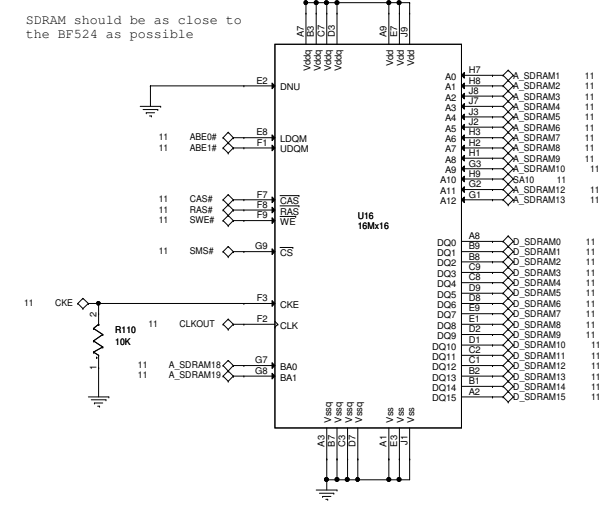 SDRAM should be as close to
the BF524 as possible
A7 B3 C7 D3 A9 E7 J9
Vddq Vddq Vddq Vddq Vdd Vdd Vdd
E2 DNU
11 ABE0# E8 LDQM
11 ABE1# F1 UDQM
11 CAS# F7 CAS
11 RAS# F8 RAS
11 SWE# F9 WE
11 SMS# G9 CS
11 CKE F3 CKE
2
R110
10K
1
11 CLKOUT F2 CLK
11 A_SDRAM18 G7 BA0
11 A_SDRAM19 G8 BA1
U16
16Mx16
A0 H7 A_SDRAM1 11
A1 H8 A_SDRAM2 11
A2 J8 A_SDRAM3 11
A3 J7 A_SDRAM4 11
A4 J3 A_SDRAM5 11
A5 J2 A_SDRAM6 11
A6 H3 A_SDRAM7 11
A7 H2 A_SDRAM8 11
A8 H1 A_SDRAM9 11
A9 G3 A_SDRAM10 11
A10 H9 SA10 11
A11 G2 A_SDRAM12 11
A12 G1 A_SDRAM13 11
DQ0 A8 D_SDRAM0 11
DQ1 B9 D_SDRAM1 11
DQ2 B8 D_SDRAM2 11
DQ3 C9 D_SDRAM3 11
DQ4 C8 D_SDRAM4 11
DQ5 D9 D_SDRAM5 11
DQ6 D8 D_SDRAM6 11
DQ7 E9 D_SDRAM7 11
DQ8 E1 D_SDRAM8 11
DQ9 D2 D_SDRAM9 11
DQ10 D1 D_SDRAM10 11
DQ11 C2 D_SDRAM11 11
DQ12 C1 D_SDRAM12 11
DQ13 B2 D_SDRAM13 11
DQ14 B1 D_SDRAM14 11
DQ15 A2 D_SDRAM15 11
Vssq Vssq Vssq Vssq Vss Vss Vss
A3 B7 C3 D7 A1 E3 J1